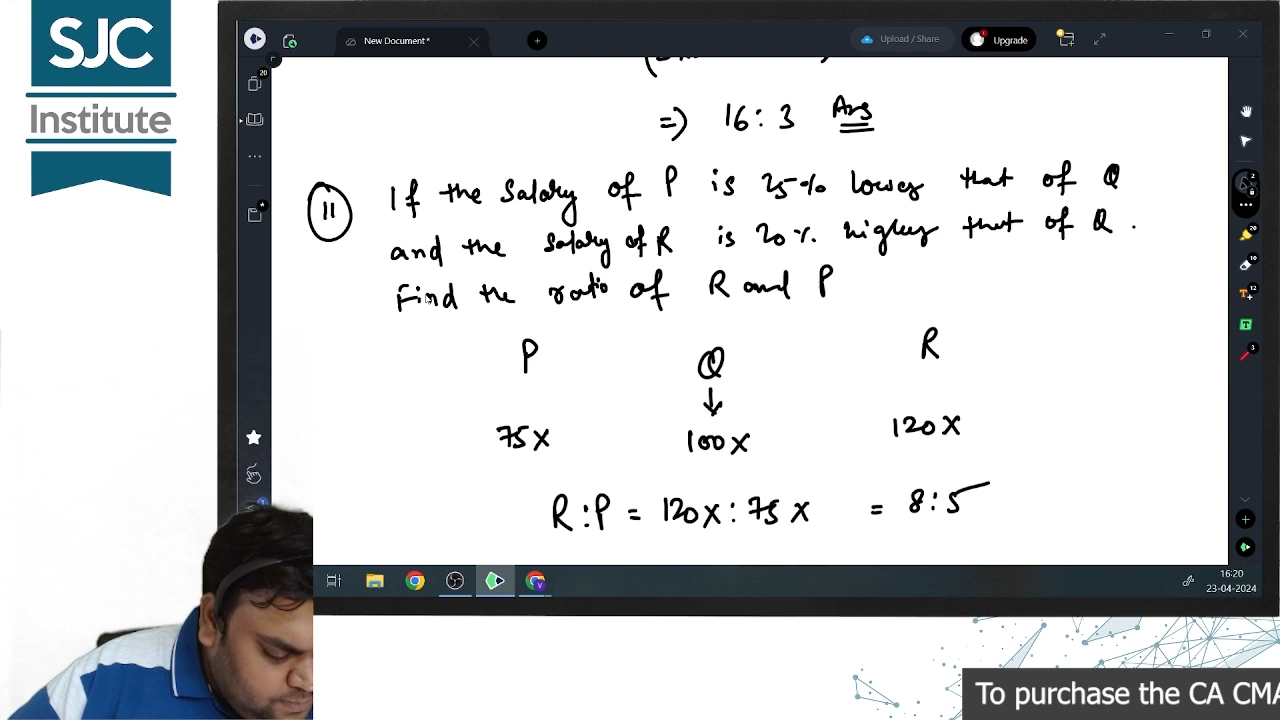 SJC
Institute
New Document*
Upload / Share
Upgrade
20
=) 16 : 3 Ans
11 If the Salary of P is 25% lower that of Q
and the salary of R is 20% higher that of Q .
Find the ratio of R and P
P Q R
75x 100x 120x
R:P = 120x : 75x = 8:5
16:20
23-04-2024
To purchase the CA CMA